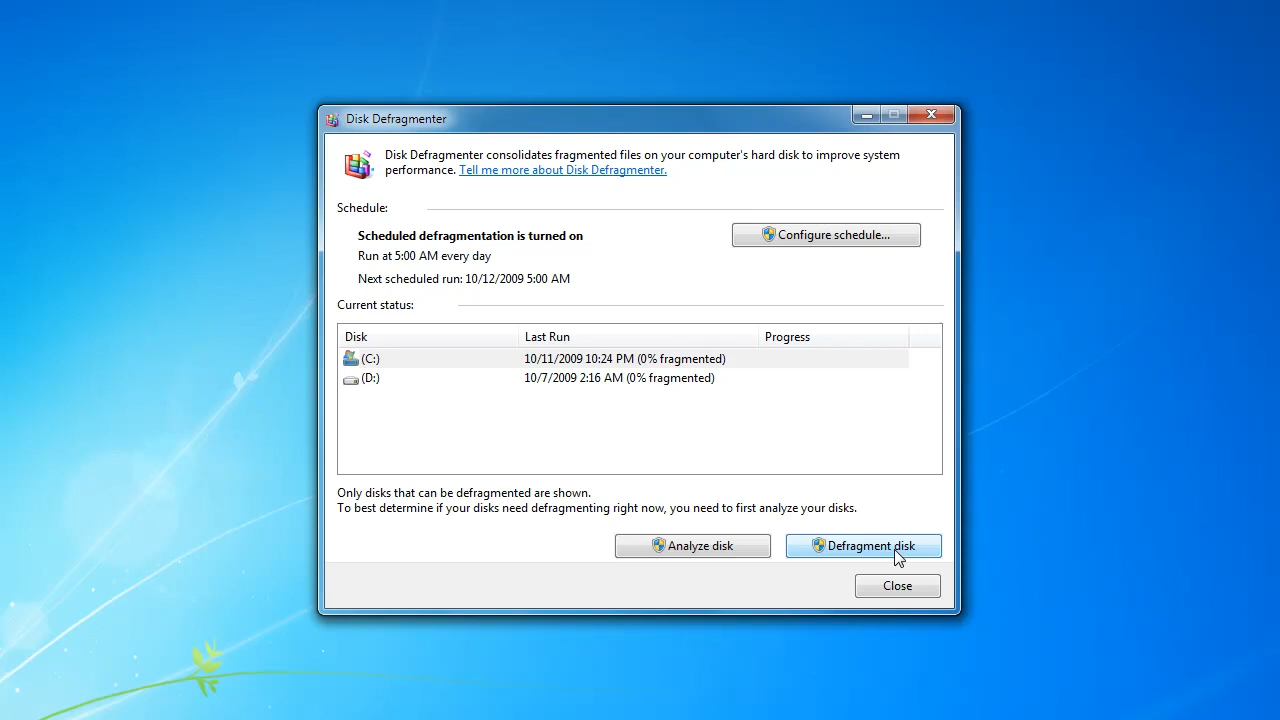 Disk Defragmenter
Disk Defragmenter consolidates fragmented files on your computer's hard disk to improve system
performance. Tell me more about Disk Defragmenter.
Schedule:
Scheduled defragmentation is turned on
Configure schedule...
Run at 5:00 AM every day
Next scheduled run: 10/12/2009 5:00 AM
Current status:
Disk Last Run Progress
(C:) 10/11/2009 10:24 PM (0% fragmented)
(D:) 10/7/2009 2:16 AM (0% fragmented)
Only disks that can be defragmented are shown.
To best determine if your disks need defragmenting right now, you need to first analyze your disks.
Analyze disk Defragment disk
Close